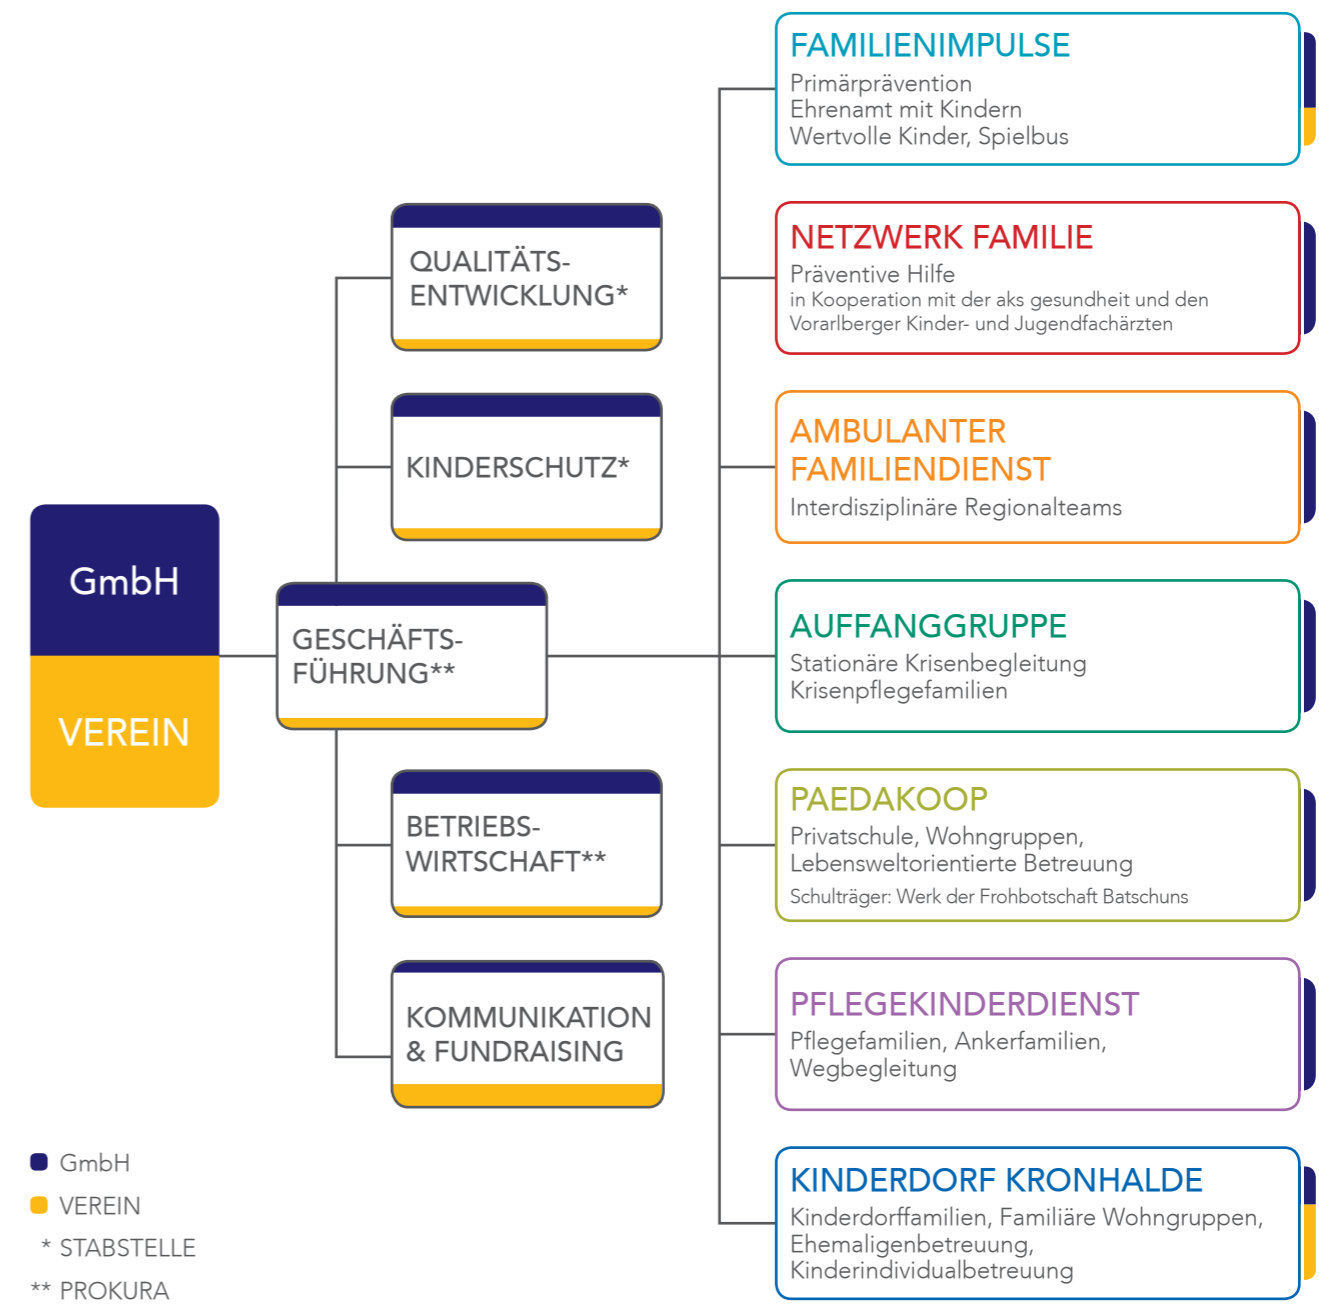 GmbH
VEREIN
GESCHÄFTS-
FÜHRUNG**
QUALITÄTS-
ENTWICKLUNG*
KINDERSCHUTZ*
BETRIEBS-
WIRTSCHAFT**
KOMMUNIKATION
& FUNDRAISING
FAMILIENIMPULSE
Primärprävention
Ehrenamt mit Kindern
Wertvolle Kinder, Spielbus
NETZWERK FAMILIE
Präventive Hilfe
in Kooperation mit der aks gesundheit und den
Vorarlberger Kinder- und Jugendfachärzten
AMBULANTER
FAMILIENDIENST
Interdisziplinäre Regionalteams
AUFFANGGRUPPE
Stationäre Krisenbegleitung
Krisenpflegefamilien
PAEDAKOOP
Privatschule, Wohngruppen,
Lebensweltorientierte Betreuung
Schulträger: Werk der Frohbotschaft Batschuns
PFLEGEKINDERDIENST
Pflegefamilien, Ankerfamilien,
Wegbegleitung
KINDERDORF KRONHALDE
Kinderdorffamilien, Familiäre Wohngruppen,
Ehemaligenbetreuung,
Kinderindividualbetreuung
GmbH
VEREIN
* STABSTELLE
** PROKURA